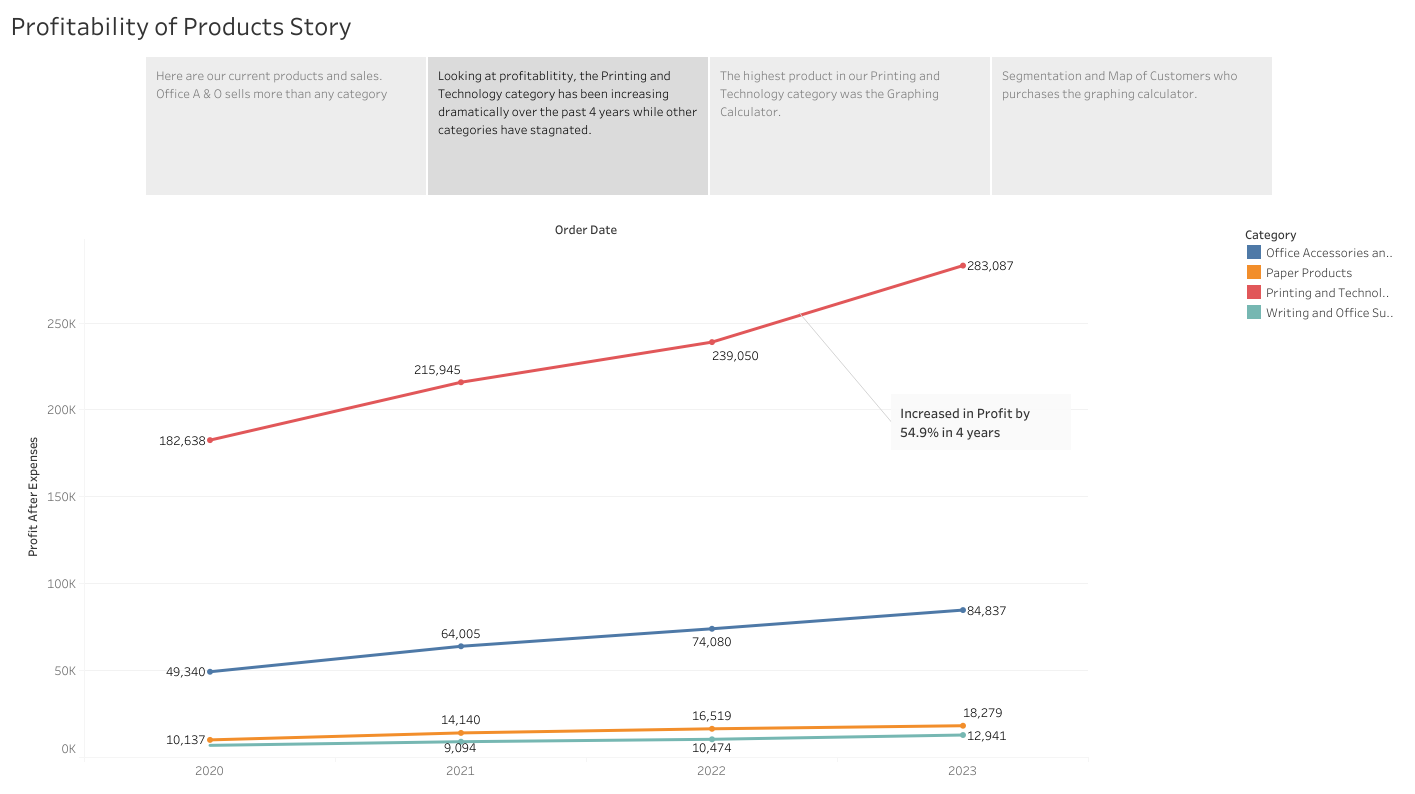 Profitability of Products Story
Here are our current products and sales.
Office A & O sells more than any category
Looking at profitablitity, the Printing and
Technology category has been increasing
dramatically over the past 4 years while other
categories have stagnated.
The highest product in our Printing and
Technology category was the Graphing
Calculator.
Segmentation and Map of Customers who
purchases the graphing calculator.
Order Date
Category
Office Accessories an..
Paper Products
Printing and Technol..
Writing and Office Su..
Profit After Expenses
250K
200K
150K
100K
50K
0K
182,638
215,945
239,050
283,087
Increased in Profit by
54.9% in 4 years
49,340
64,005
74,080
84,837
10,137
14,140
16,519
18,279
9,094
10,474
12,941
2020
2021
2022
2023